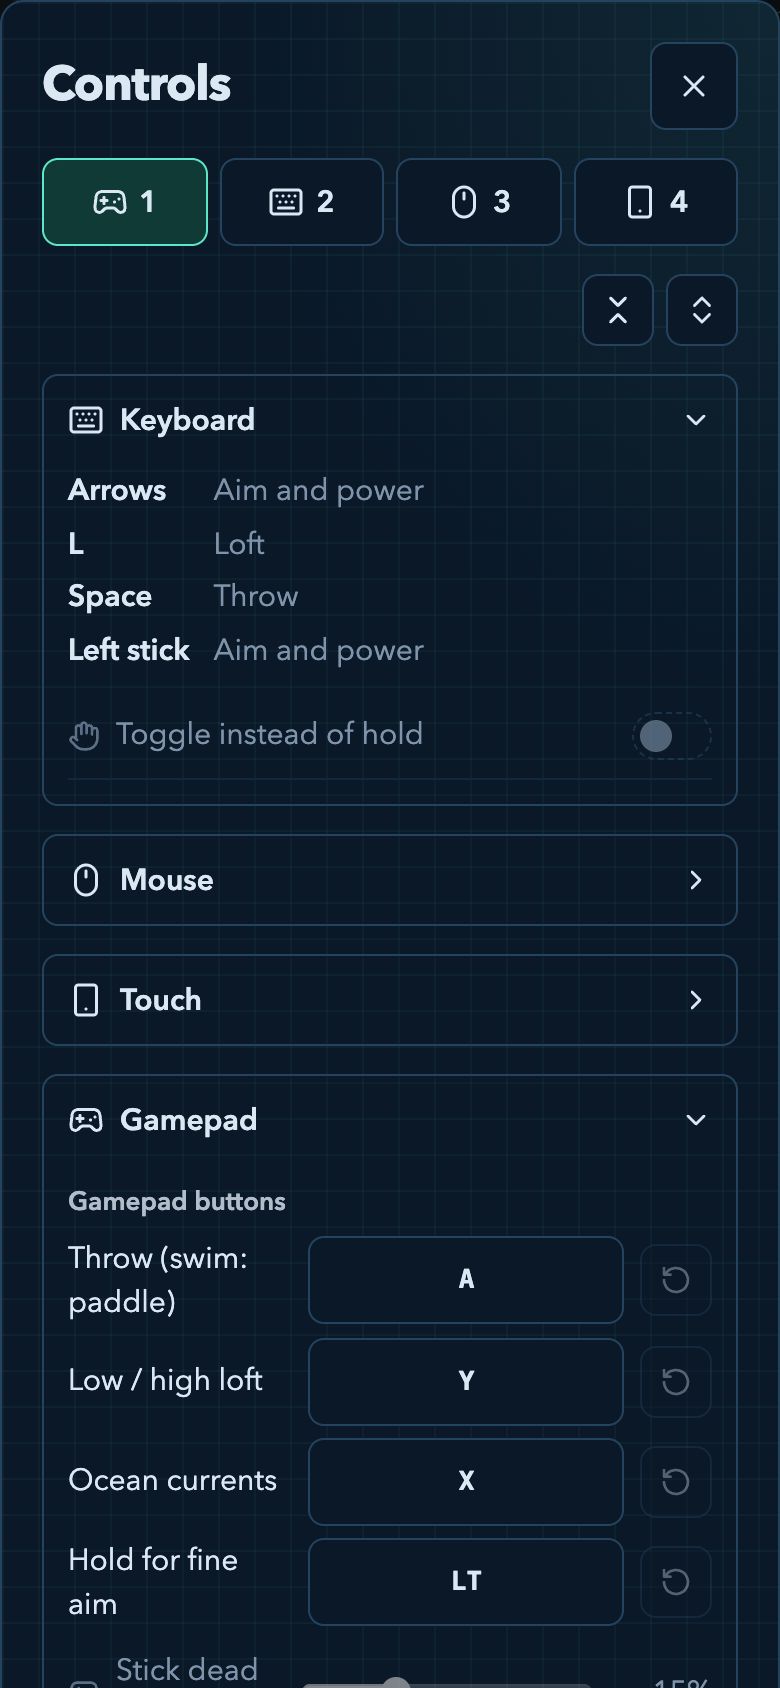 Controls
1
2
3
4
Keyboard
Arrows Aim and power
L Loft
Space Throw
Left stick Aim and power
Toggle instead of hold
Mouse
Touch
Gamepad
Gamepad buttons
Throw (swim:
paddle)
A
Low / high loft
Y
Ocean currents
X
Hold for fine
aim
LT
Stick dead
15%